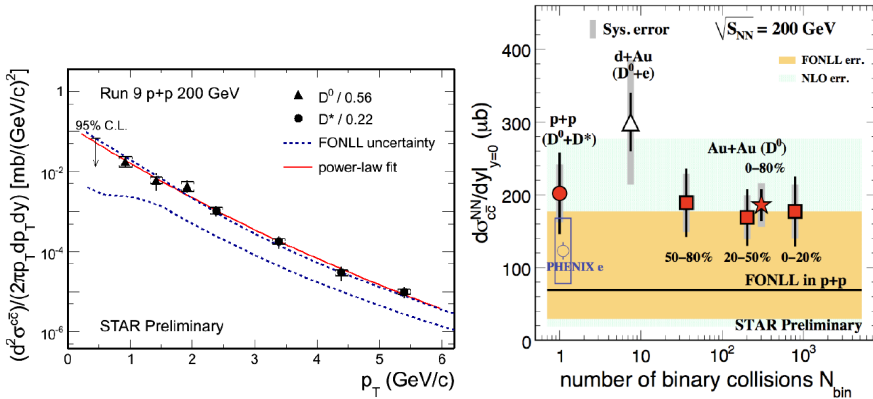 Run 9 p+p 200 GeV
D⁰ / 0.56
D* / 0.22
FONLL uncertainty
power-law fit
95% C.L.
STAR Preliminary
(d²σ^cc̄)/(2πp_T dp_T dy) [mb/(GeV/c)²]
1
10⁻²
10⁻⁴
10⁻⁶
0 1 2 3 4 5 6
p_T (GeV/c)
Sys. error
√S_NN = 200 GeV
d+Au
(D⁰+e)
FONLL err.
NLO err.
p+p
(D⁰+D*)
Au+Au (D⁰)
0–80%
PHENIX e
50–80% 20–50% 0–20%
FONLL in p+p
STAR Preliminary
dσ^NN_cc̄/dy|_y=0 (μb)
400
300
200
100
0
1 10 10² 10³
number of binary collisions N_bin